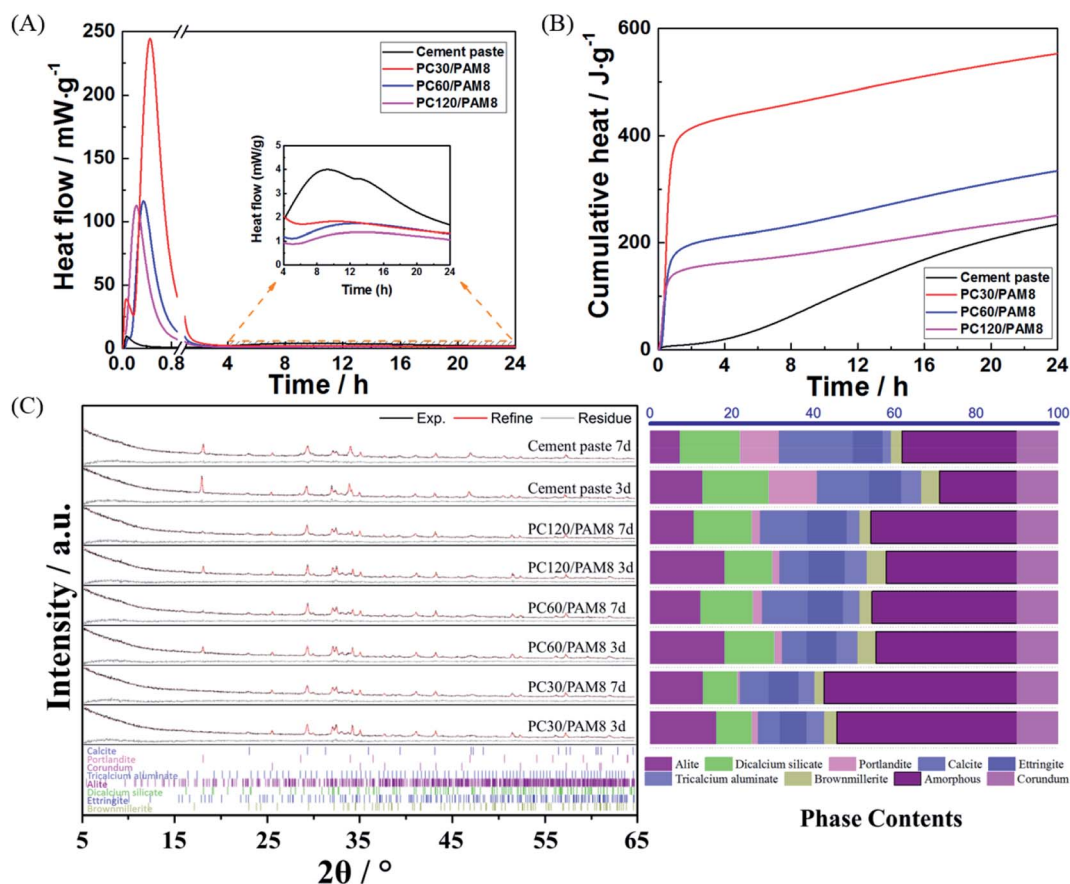 (A)
250
200
150
100
50
0
Heat flow / mW·g⁻¹
Cement paste
PC30/PAM8
PC60/PAM8
PC120/PAM8
5
4
3
2
1
0
Heat flow (mW/g)
4 8 12 16 20 24
Time (h)
0.0 0.8 4 8 12 16 20 24
Time / h
(B)
600
400
200
0
Cumulative heat / J·g⁻¹
Cement paste
PC30/PAM8
PC60/PAM8
PC120/PAM8
0 4 8 12 16 20 24
Time / h
(C)
Intensity / a.u.
Exp. Refine Residue
Cement paste 7d
Cement paste 3d
PC120/PAM8 7d
PC120/PAM8 3d
PC60/PAM8 7d
PC60/PAM8 3d
PC30/PAM8 7d
PC30/PAM8 3d
Calcite
Portlandite
Corundum
Tricalcium aluminate
Alite
Dicalcium silicate
Ettringite
Brownmillerite
5 15 25 35 45 55 65
2θ / °
0 20 40 60 80 100
Alite Dicalcium silicate Portlandite Calcite Ettringite
Tricalcium aluminate Brownmillerite Amorphous Corundum
Phase Contents